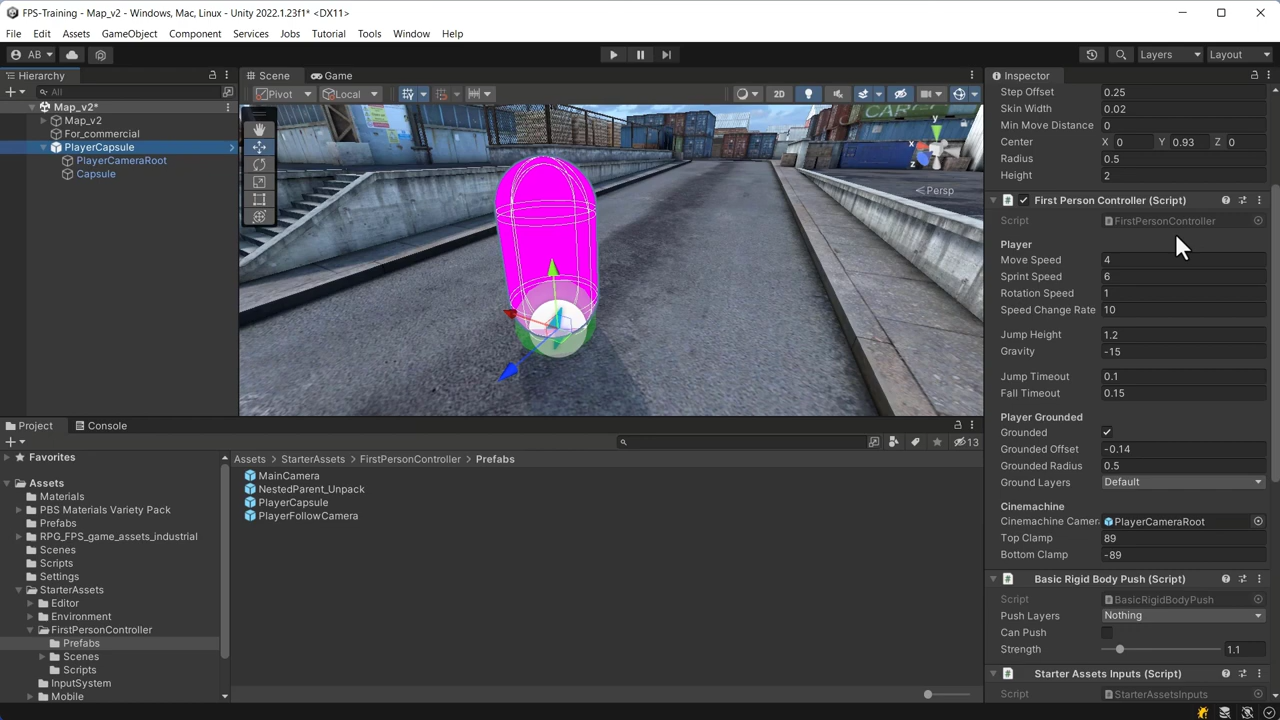 FPS-Training - Map_v2 - Windows, Mac, Linux - Unity 2022.1.23f1* <DX11>
File Edit Assets GameObject Component Services Jobs Tutorial Tools Window Help
AB Layers Layout
Hierarchy
All
Map_v2*
Map_v2
For_commercial
PlayerCapsule
PlayerCameraRoot
Capsule
Scene Game
Pivot Local 2D
y
x
Persp
Inspector
Step Offset 0.25
Skin Width 0.02
Min Move Distance 0
Center X 0 Y 0.93 Z 0
Radius 0.5
Height 2
First Person Controller (Script)
Script FirstPersonController
Player
Move Speed 4
Sprint Speed 6
Rotation Speed 1
Speed Change Rate 10
Jump Height 1.2
Gravity -15
Jump Timeout 0.1
Fall Timeout 0.15
Player Grounded
Grounded
Grounded Offset -0.14
Grounded Radius 0.5
Ground Layers Default
Cinemachine
Cinemachine Camer PlayerCameraRoot
Top Clamp 89
Bottom Clamp -89
Basic Rigid Body Push (Script)
Script BasicRigidBodyPush
Push Layers Nothing
Can Push
Strength 1.1
Starter Assets Inputs (Script)
Script StarterAssetsInputs
Project Console
13
Favorites
Assets
Materials
PBS Materials Variety Pack
Prefabs
RPG_FPS_game_assets_industrial
Scenes
Scripts
Settings
StarterAssets
Editor
Environment
FirstPersonController
Prefabs
Scenes
Scripts
InputSystem
Mobile
Assets > StarterAssets > FirstPersonController > Prefabs
MainCamera
NestedParent_Unpack
PlayerCapsule
PlayerFollowCamera